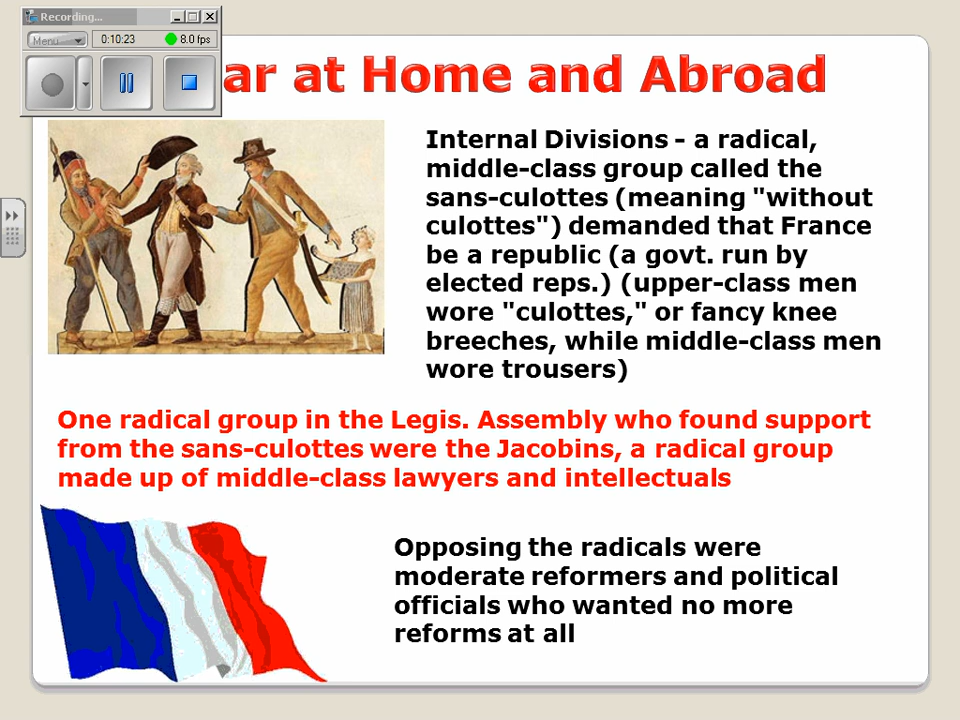 Recording...
Menu
0:10:23
8.0 fps
ar at Home and Abroad
Internal Divisions - a radical,
middle-class group called the
sans-culottes (meaning "without
culottes") demanded that France
be a republic (a govt. run by
elected reps.) (upper-class men
wore "culottes," or fancy knee
breeches, while middle-class men
wore trousers)
One radical group in the Legis. Assembly who found support
from the sans-culottes were the Jacobins, a radical group
made up of middle-class lawyers and intellectuals
Opposing the radicals were
moderate reformers and political
officials who wanted no more
reforms at all